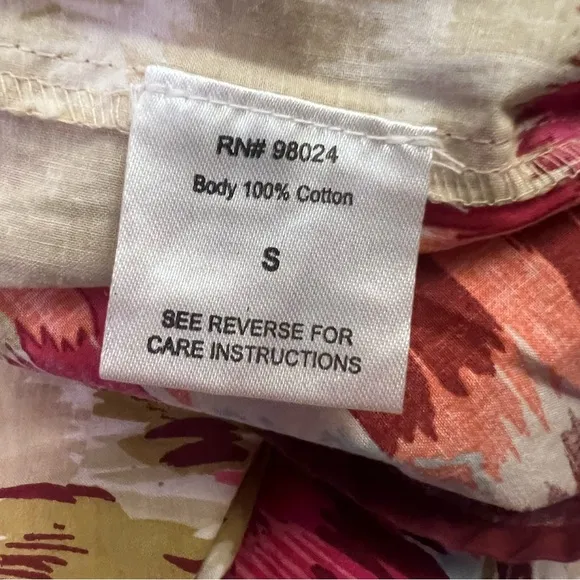 RN# 98024
Body 100% Cotton
S
SEE REVERSE FOR
CARE INSTRUCTIONS